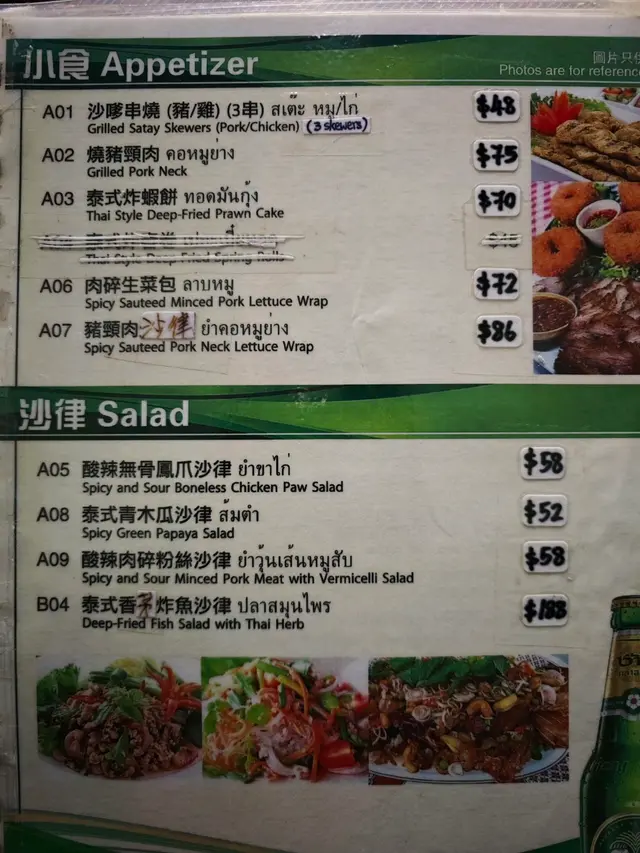 小食 Appetizer
圖片只供
Photos are for reference
A01 沙嗲串燒 (豬/雞) (3串) สเต๊ะ หมู/ไก่ $48
Grilled Satay Skewers (Pork/Chicken) (3 skewers)
A02 燒豬頸肉 คอหมูย่าง $75
Grilled Pork Neck
A03 泰式炸蝦餅 ทอดมันกุ้ง $70
Thai Style Deep-Fried Prawn Cake
Thai Style Deep Fried Spring Rolls
A06 肉碎生菜包 ลาบหมู $72
Spicy Sauteed Minced Pork Lettuce Wrap
A07 豬頸肉沙律 ยำคอหมูย่าง $86
Spicy Sauteed Pork Neck Lettuce Wrap
沙律 Salad
A05 酸辣無骨鳳爪沙律 ยำขาไก่ $58
Spicy and Sour Boneless Chicken Paw Salad
A08 泰式青木瓜沙律 ส้มตำ $52
Spicy Green Papaya Salad
A09 酸辣肉碎粉絲沙律 ยำวุ้นเส้นหมูสับ $58
Spicy and Sour Minced Pork Meat with Vermicelli Salad
B04 泰式香茅炸魚沙律 ปลาสมุนไพร $188
Deep-Fried Fish Salad with Thai Herb